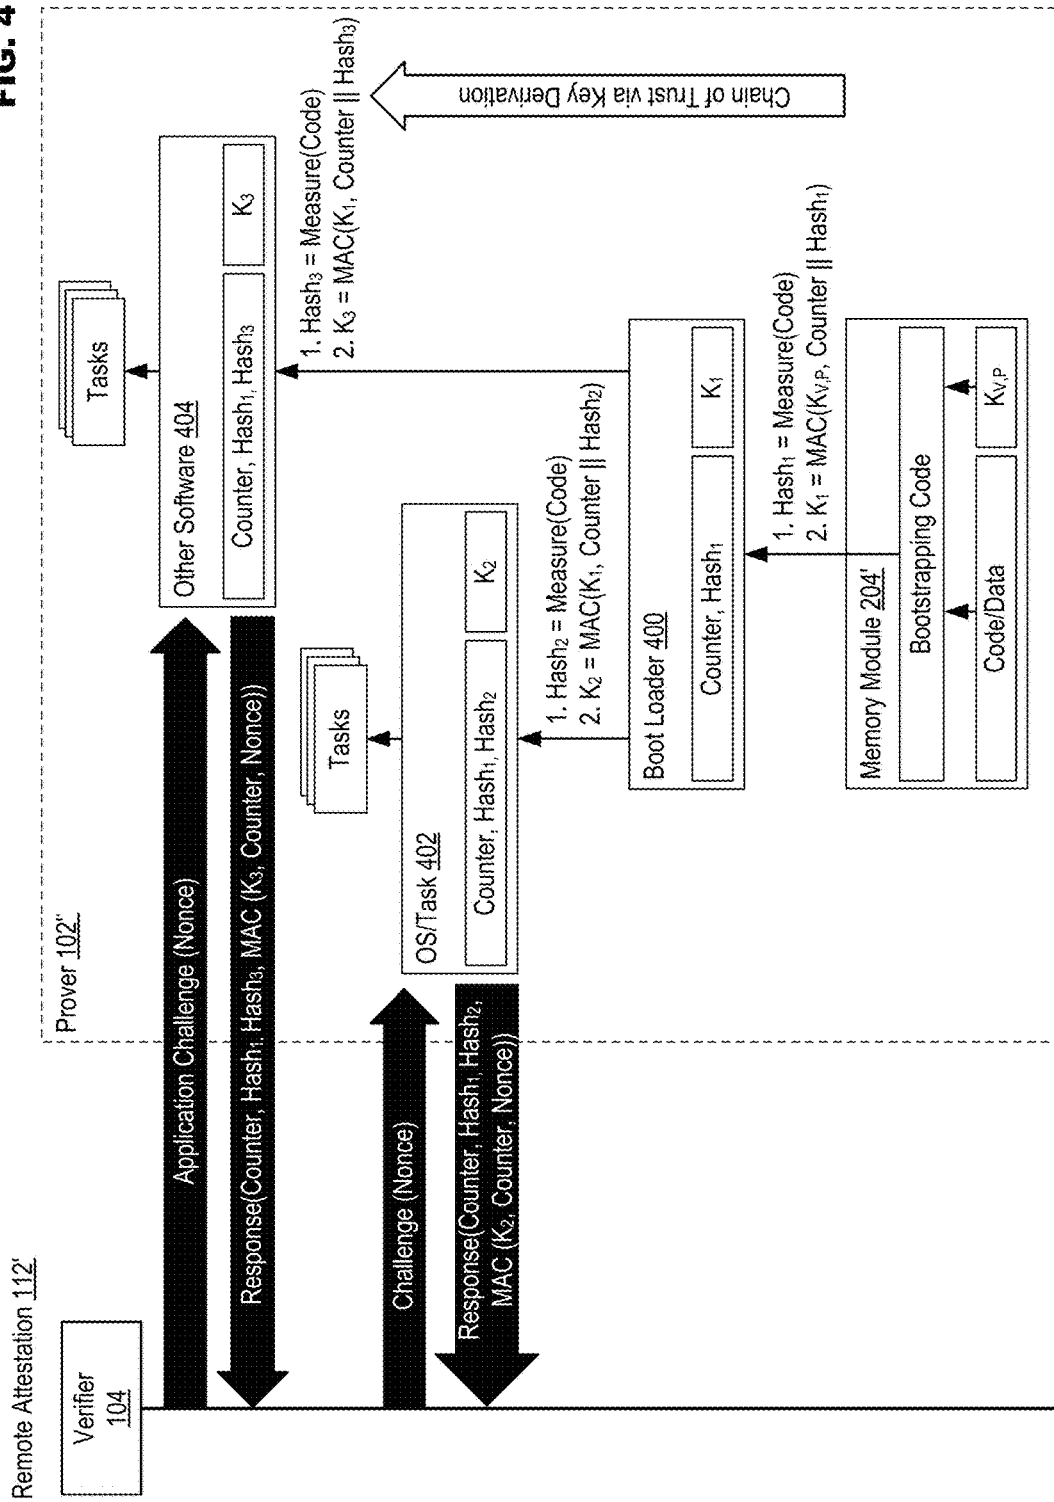 FIG. 4
Remote Attestation 112'
Verifier
104
Prover 102"
Application Challenge (Nonce)
Response(Counter, Hash1, Hash3, MAC (K3, Counter, Nonce))
Challenge (Nonce)
Response(Counter, Hash1, Hash2,
MAC (K2, Counter, Nonce))
Tasks
Other Software 404
Counter, Hash1, Hash3
K3
1. Hash3 = Measure(Code)
2. K3 = MAC(K1, Counter || Hash3)
Chain of Trust via Key Derivation
Tasks
OS/Task 402
Counter, Hash1, Hash2
K2
1. Hash2 = Measure(Code)
2. K2 = MAC(K1, Counter || Hash2)
Boot Loader 400
Counter, Hash1
K1
1. Hash1 = Measure(Code)
2. K1 = MAC(KV,P, Counter || Hash1)
Memory Module 204'
Bootstrapping Code
Code/Data
KV,P